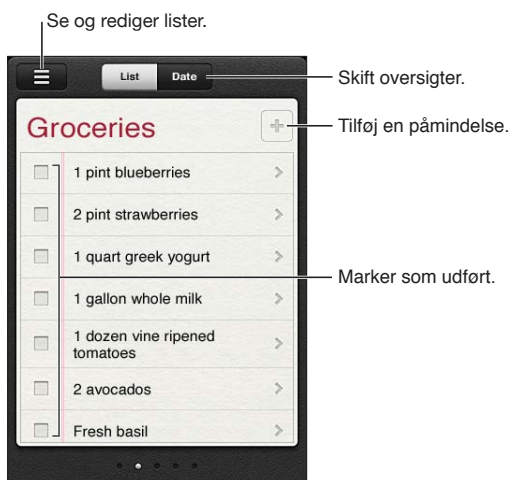 Se og rediger lister.
List Date
Skift oversigter.
Groceries
Tilføj en påmindelse.
1 pint blueberries
2 pint strawberries
1 quart greek yogurt
Marker som udført.
1 gallon whole milk
1 dozen vine ripened
tomatoes
2 avocados
Fresh basil